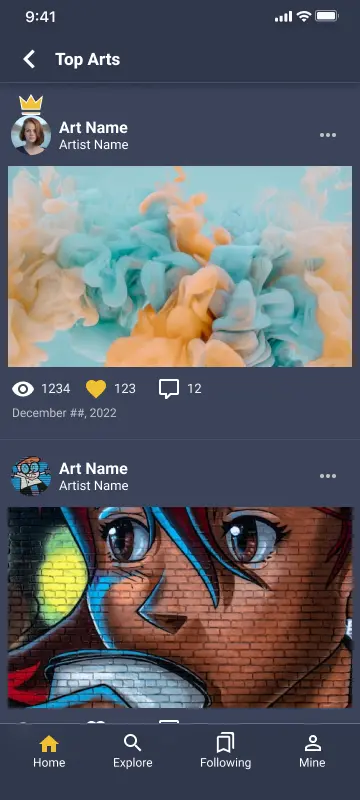 9:41
Top Arts
Art Name
Artist Name
1234 123 12
December ##, 2022
Art Name
Artist Name
Home Explore Following Mine